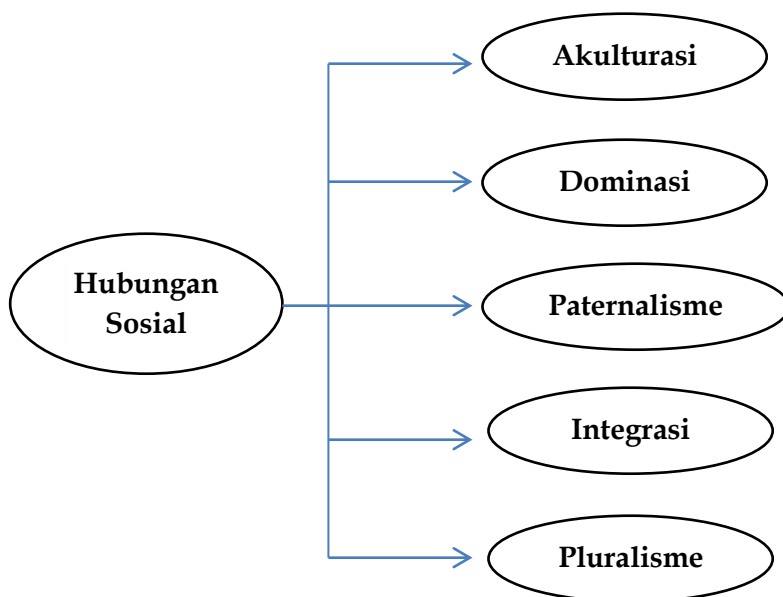 Akulturasi
Dominasi
Hubungan
Sosial
Paternalisme
Integrasi
Pluralisme